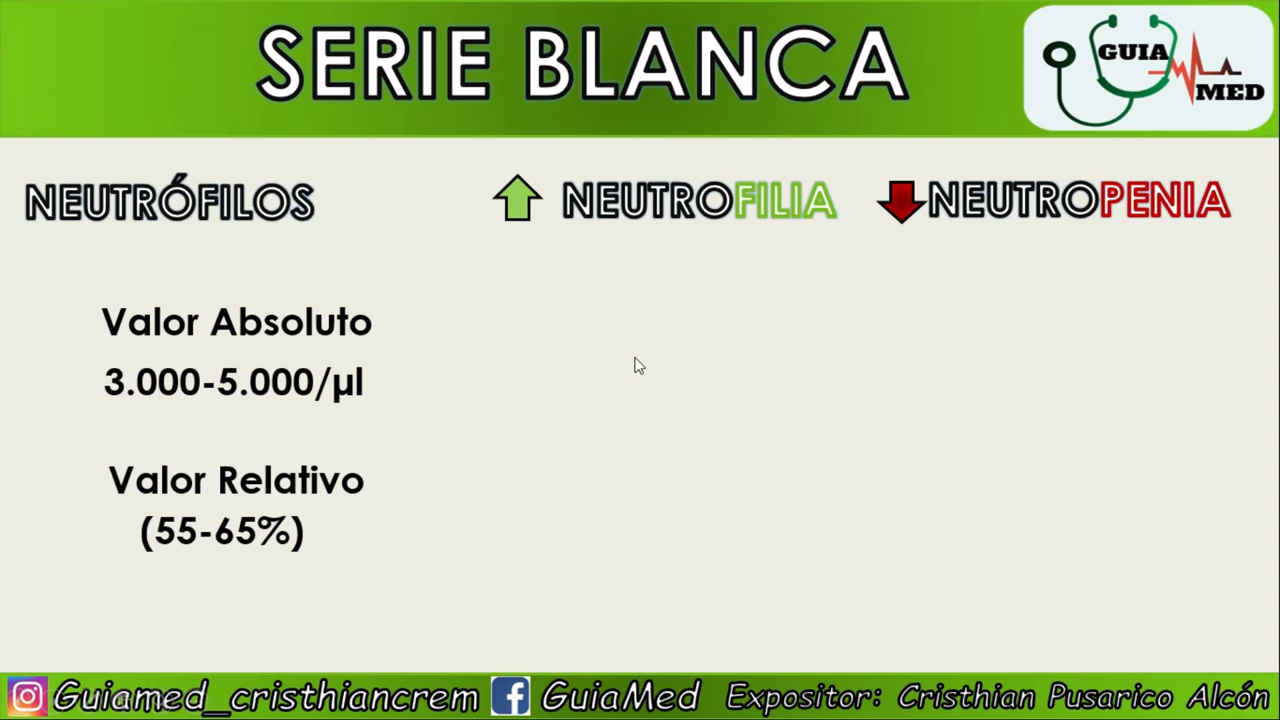 SERIE BLANCA
GUIA
MED
NEUTRÓFILOS
NEUTROFILIA
NEUTROPENIA
Valor Absoluto
3.000-5.000/µl
Valor Relativo
(55-65%)
Guiamed_cristhiancrem GuiaMed Expositor: Cristhian Pusarico Alcón